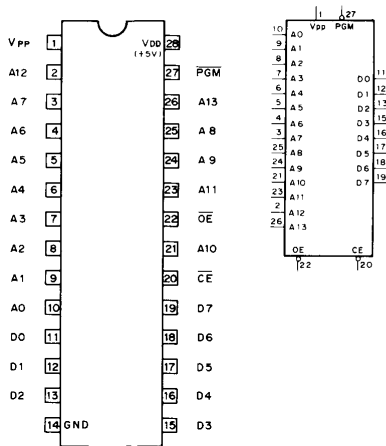 VPP 1 VDD 28
(+5V)
A12 2 27 PGM
A7 3 26 A13
A6 4 25 A8
A5 5 24 A9
A4 6 23 A11
A3 7 22 OE
A2 8 21 A10
A1 9 20 CE
A0 10 19 D7
D0 11 18 D6
D1 12 17 D5
D2 13 16 D4
14 GND 15 D3
1 27
Vpp PGM
10 A0
9 A1
8 A2
7 A3 D0 11
6 A4 D1 12
5 A5 D2 13
4 A6 D3 15
3 A7 D4 16
25 A8 D5 17
24 A9 D6 18
21 A10 D7 19
23 A11
2 A12
26 A13
OE CE
22 20